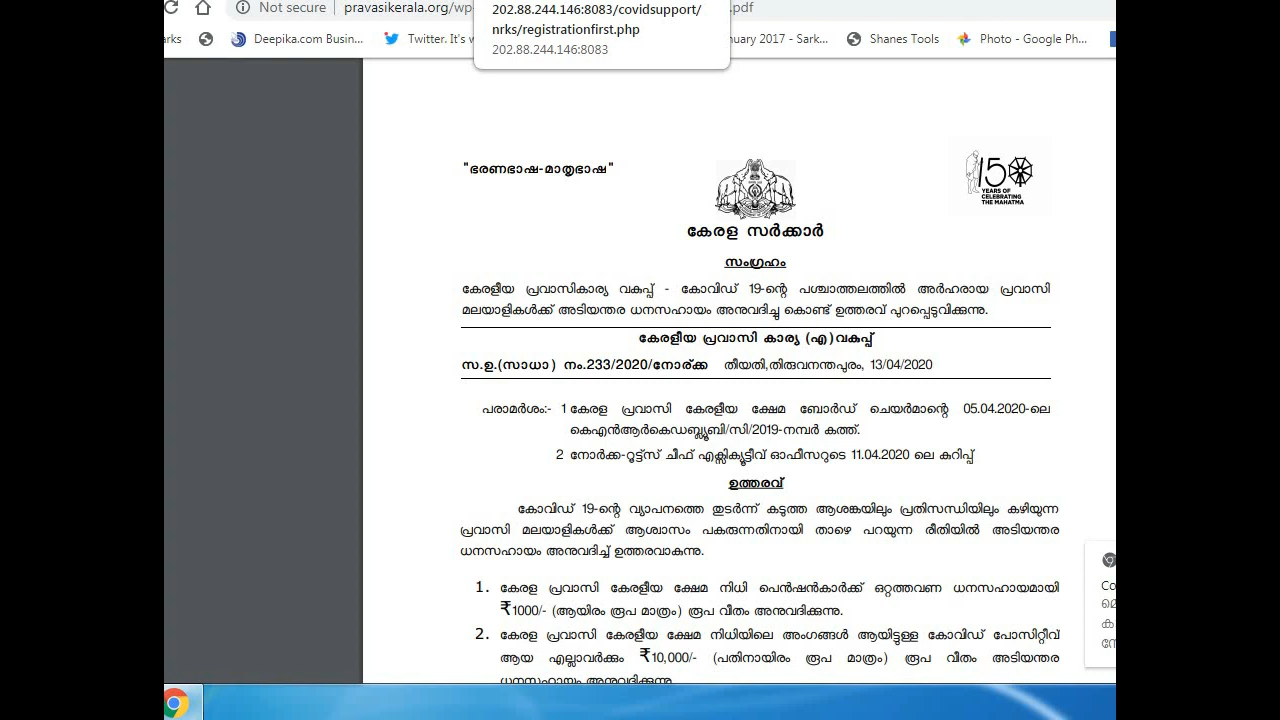 Not secure
pravasikerala.org/wp
.pdf
202.88.244.146:8083/covidsupport/
nrks/registrationfirst.php
202.88.244.146:8083
arks
Deepika.com Busin...
Twitter. It's w
nuary 2017 - Sark...
Shanes Tools
Photo - Google Ph...
"ഭരണഭാഷ-മാതൃഭാഷ"
150
YEARS OF
CELEBRATING
THE MAHATMA
കേരള സർക്കാർ
സംഗ്രഹം
കേരളീയ പ്രവാസികാര്യ വകുപ്പ് - കോവിഡ് 19-ന്റെ പശ്ചാത്തലത്തിൽ അർഹരായ പ്രവാസി
മലയാളികൾക്ക് അടിയന്തര ധനസഹായം അനുവദിച്ചു കൊണ്ട് ഉത്തരവ് പുറപ്പെടുവിക്കുന്നു.
കേരളീയ പ്രവാസി കാര്യ (എ)വകുപ്പ്
സ.ഉ.(സാധാ) നം.233/2020/നോര്ക്ക തീയതി,തിരുവനന്തപുരം, 13/04/2020
പരാമർശം:- 1 കേരള പ്രവാസി കേരളീയ ക്ഷേമ ബോർഡ് ചെയർമാന്റെ 05.04.2020-ലെ
കെഎൻആർകെഡബ്ല്യൂബി/സി/2019-നമ്പർ കത്ത്.
2 നോർക്ക-റൂട്ട്സ് ചീഫ് എക്സിക്യൂട്ടീവ് ഓഫീസറുടെ 11.04.2020 ലെ കുറിപ്പ്
ഉത്തരവ്
കോവിഡ് 19-ന്റെ വ്യാപനത്തെ തുടർന്ന് കടുത്ത ആശങ്കയിലും പ്രതിസന്ധിയിലും കഴിയുന്ന
പ്രവാസി മലയാളികൾക്ക് ആശ്വാസം പകരുന്നതിനായി താഴെ പറയുന്ന രീതിയിൽ അടിയന്തര
ധനസഹായം അനുവദിച്ച് ഉത്തരവാകുന്നു.
1. കേരള പ്രവാസി കേരളീയ ക്ഷേമ നിധി പെൻഷൻകാർക്ക് ഒറ്റത്തവണ ധനസഹായമായി
₹1000/- (ആയിരം രൂപ മാത്രം) രൂപ വീതം അനുവദിക്കുന്നു.
2. കേരള പ്രവാസി കേരളീയ ക്ഷേമ നിധിയിലെ അംഗങ്ങൾ ആയിട്ടുള്ള കോവിഡ് പോസിറ്റീവ്
ആയ എല്ലാവർക്കും ₹10,000/- (പതിനായിരം രൂപ മാത്രം) രൂപ വീതം അടിയന്തര
ധനസഹായം അനുവദിക്കുന്നു.
Co